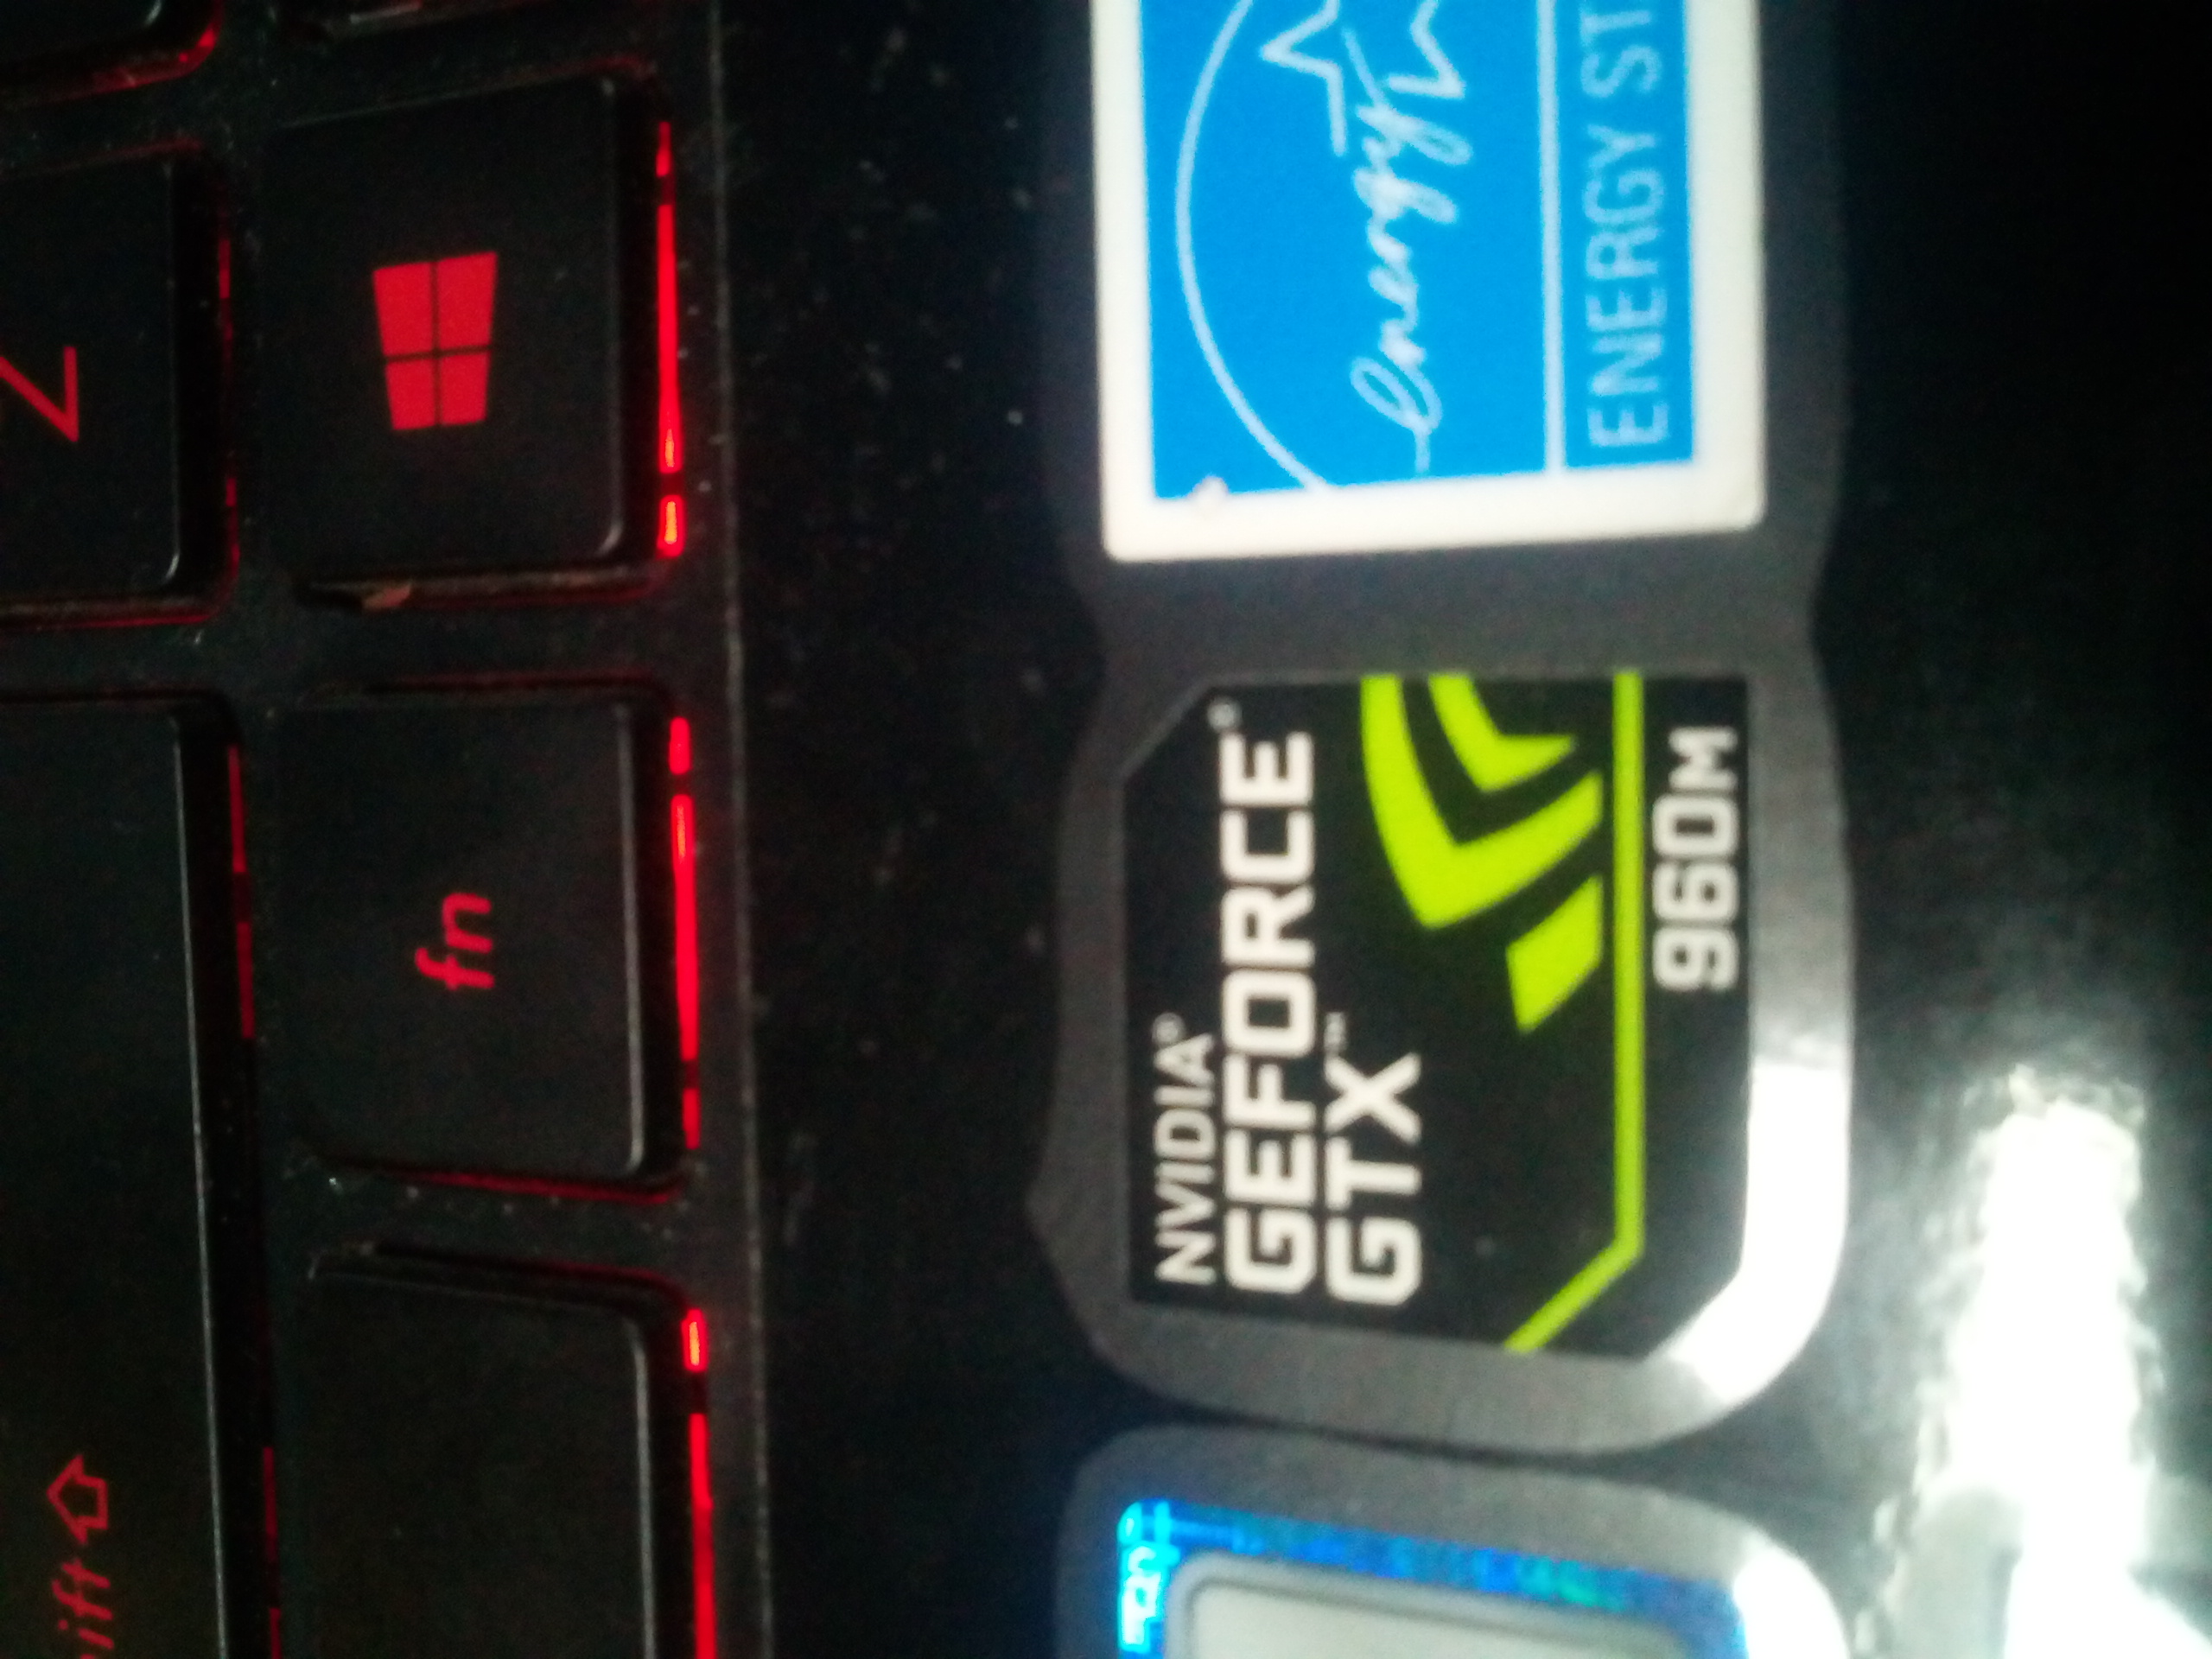 ift
Z
fn
NVIDIA®
GEFORCE®
GTX™
960M
energy
ENERGY ST